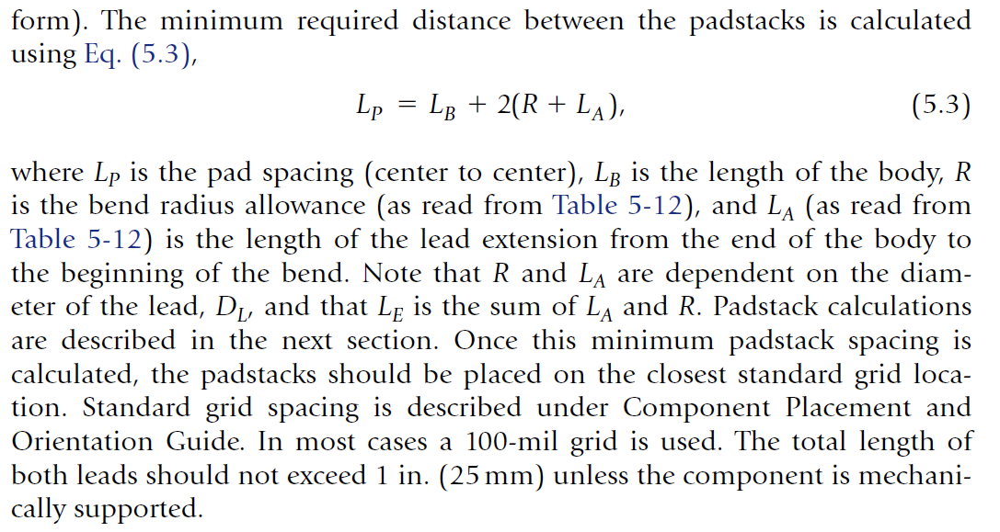 form). The minimum required distance between the padstacks is calculated
using Eq. (5.3),
L_P = L_B + 2(R + L_A), (5.3)
where L_P is the pad spacing (center to center), L_B is the length of the body, R
is the bend radius allowance (as read from Table 5-12), and L_A (as read from
Table 5-12) is the length of the lead extension from the end of the body to
the beginning of the bend. Note that R and L_A are dependent on the diam-
eter of the lead, D_L, and that L_E is the sum of L_A and R. Padstack calculations
are described in the next section. Once this minimum padstack spacing is
calculated, the padstacks should be placed on the closest standard grid loca-
tion. Standard grid spacing is described under Component Placement and
Orientation Guide. In most cases a 100-mil grid is used. The total length of
both leads should not exceed 1 in. (25 mm) unless the component is mechani-
cally supported.